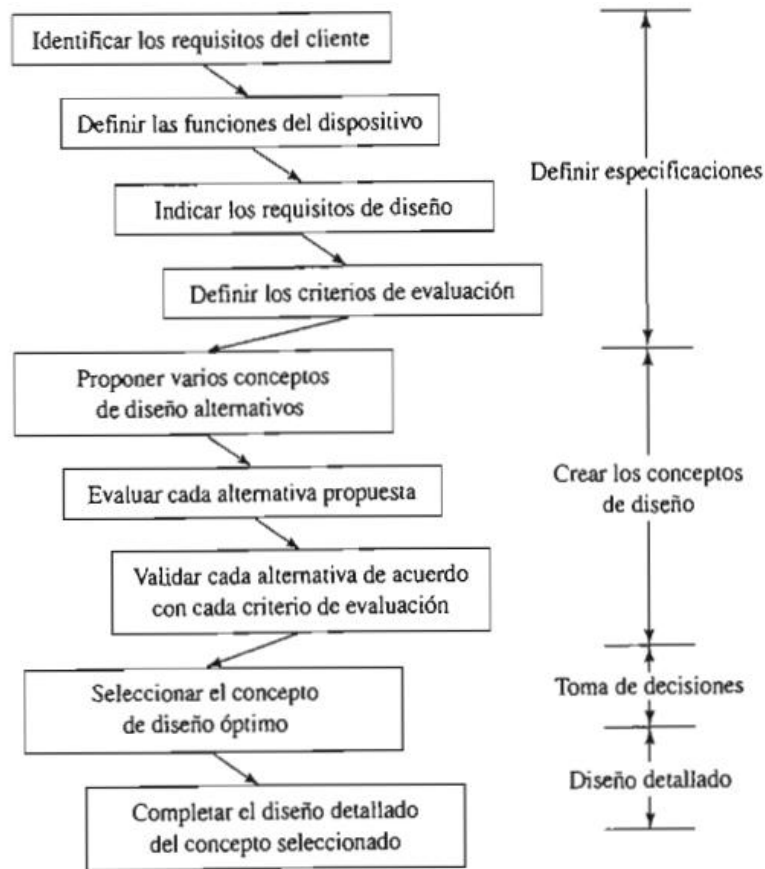 Identificar los requisitos del cliente
Definir las funciones del dispositivo
Indicar los requisitos de diseño
Definir los criterios de evaluación
Definir especificaciones
Proponer varios conceptos
de diseño alternativos
Evaluar cada alternativa propuesta
Validar cada alternativa de acuerdo
con cada criterio de evaluación
Crear los conceptos
de diseño
Seleccionar el concepto
de diseño óptimo
Toma de decisiones
Completar el diseño detallado
del concepto seleccionado
Diseño detallado